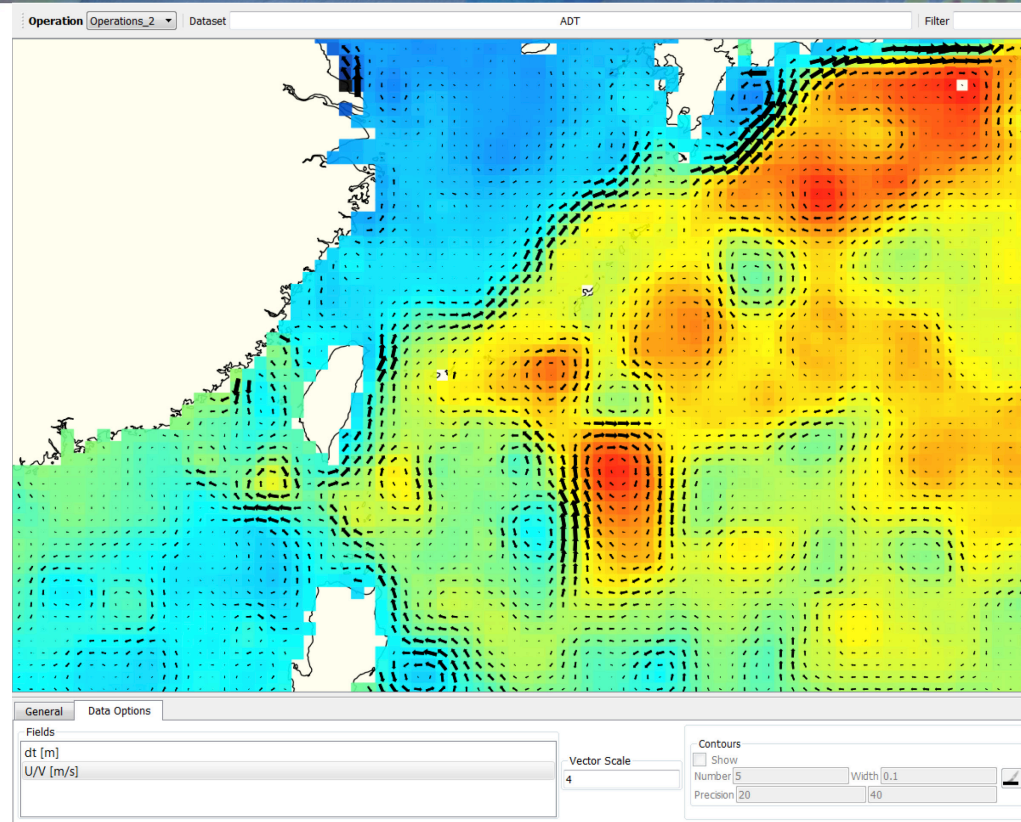 Operation Operations_2 Dataset ADT Filter
General Data Options
Fields
dt [m]
U/V [m/s]
Vector Scale
4
Contours
Show
Number 5 Width 0.1
Precision 20 40